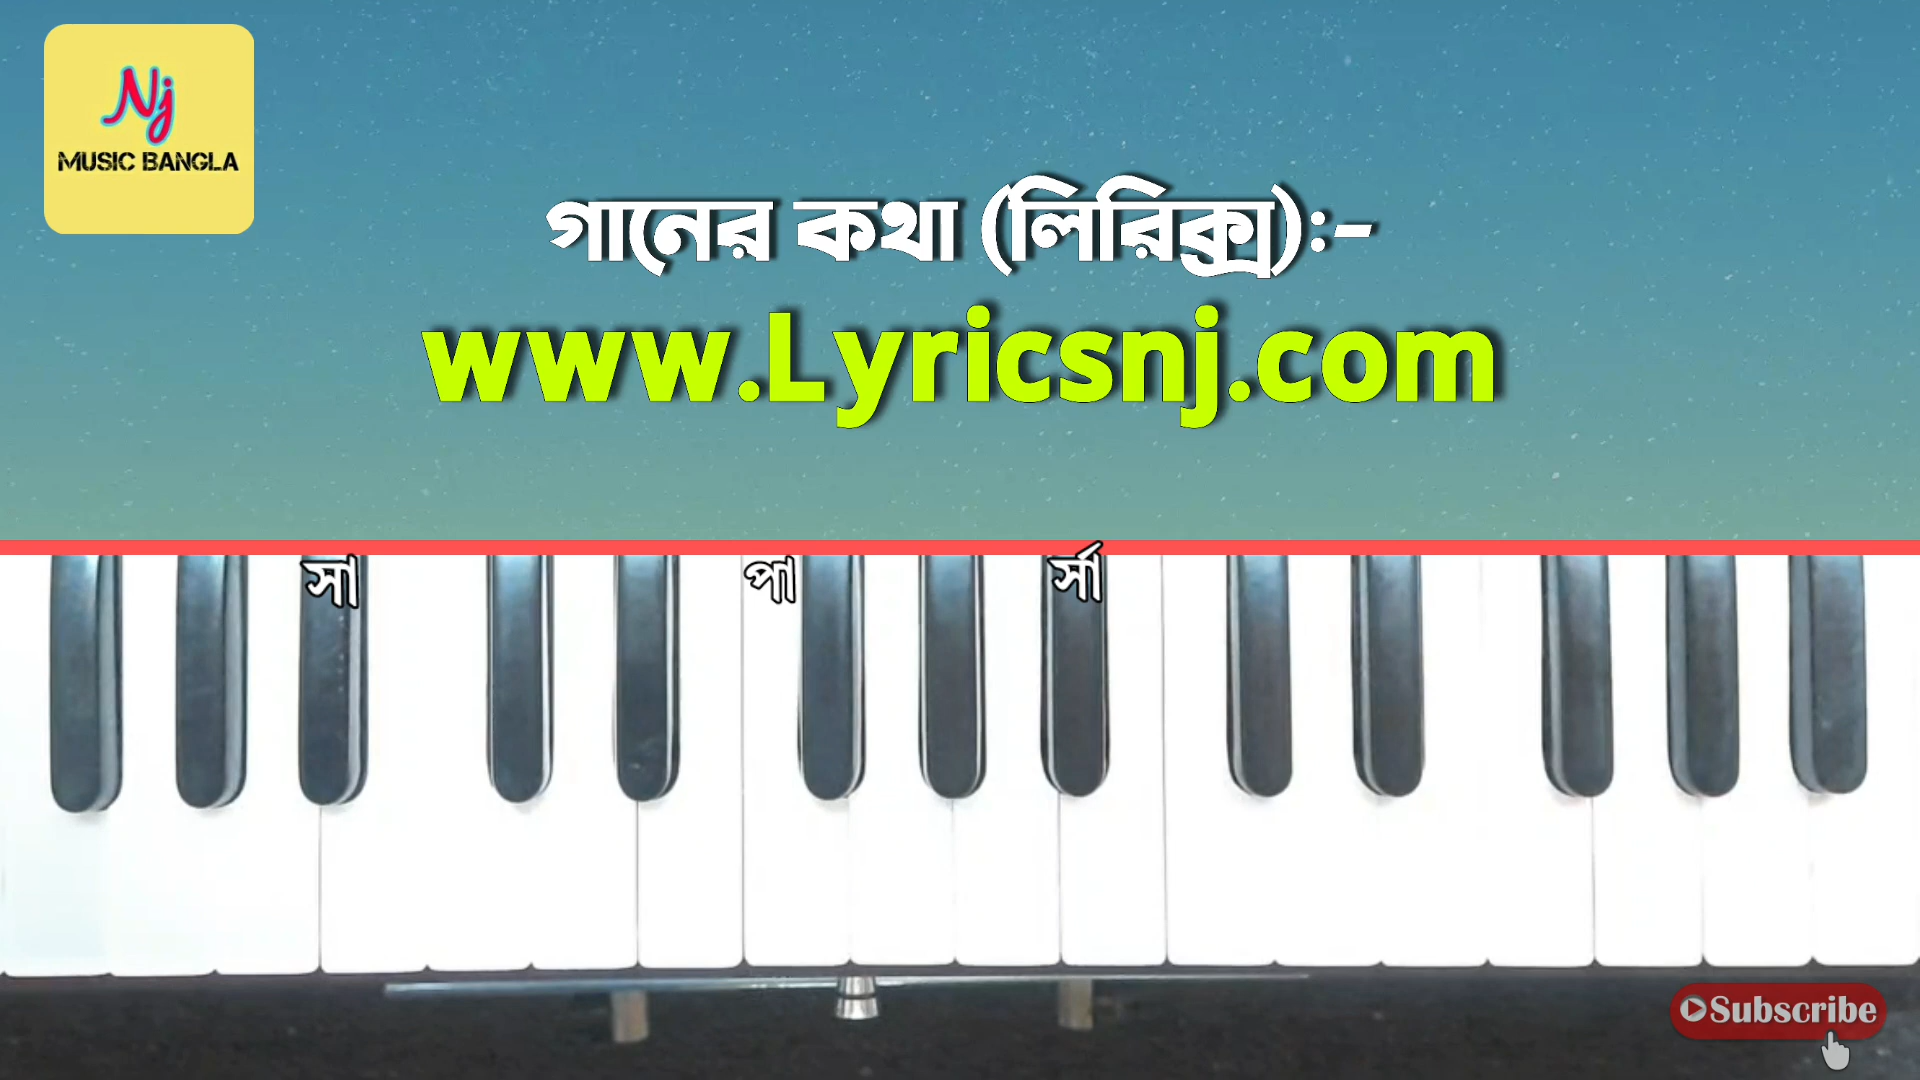 Nj
MUSIC BANGLA
গানের কথা (লিরিক্স):-
www.Lyricsnj.com
সা পা র্সা
Subscribe